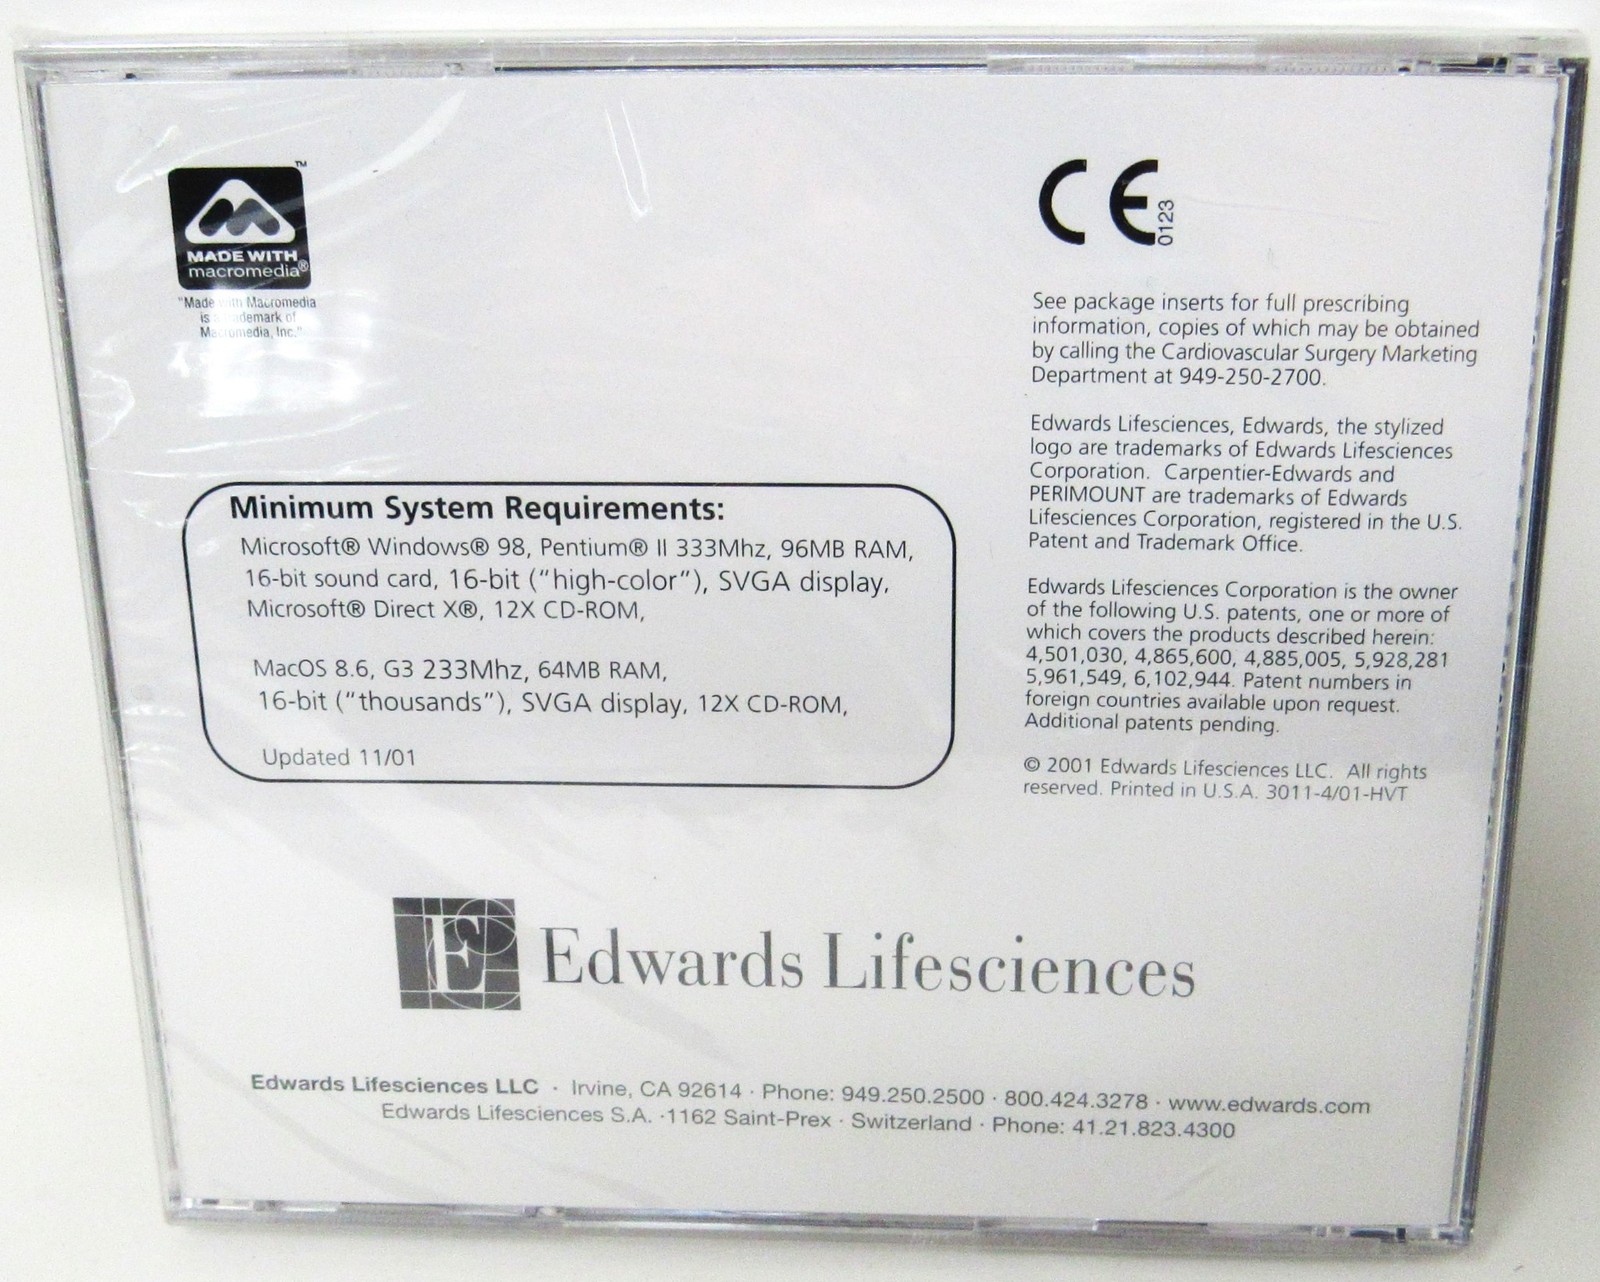 ™
MADE WITH
macromedia®
"Made with Macromedia
is a trademark of
Macromedia, Inc."
CE
0123
See package inserts for full prescribing
information, copies of which may be obtained
by calling the Cardiovascular Surgery Marketing
Department at 949-250-2700.
Edwards Lifesciences, Edwards, the stylized
logo are trademarks of Edwards Lifesciences
Corporation. Carpentier-Edwards and
PERIMOUNT are trademarks of Edwards
Lifesciences Corporation, registered in the U.S.
Patent and Trademark Office.
Edwards Lifesciences Corporation is the owner
of the following U.S. patents, one or more of
which covers the products described herein:
4,501,030, 4,865,600, 4,885,005, 5,928,281
5,961,549, 6,102,944. Patent numbers in
foreign countries available upon request.
Additional patents pending.
© 2001 Edwards Lifesciences LLC. All rights
reserved. Printed in U.S.A. 3011-4/01-HVT
Minimum System Requirements:
Microsoft® Windows® 98, Pentium® II 333Mhz, 96MB RAM,
16-bit sound card, 16-bit ("high-color"), SVGA display,
Microsoft® Direct X®, 12X CD-ROM,
MacOS 8.6, G3 233Mhz, 64MB RAM,
16-bit ("thousands"), SVGA display, 12X CD-ROM,
Updated 11/01
E
Edwards Lifesciences
Edwards Lifesciences LLC · Irvine, CA 92614 · Phone: 949.250.2500 · 800.424.3278 · www.edwards.com
Edwards Lifesciences S.A. ·1162 Saint-Prex · Switzerland · Phone: 41.21.823.4300